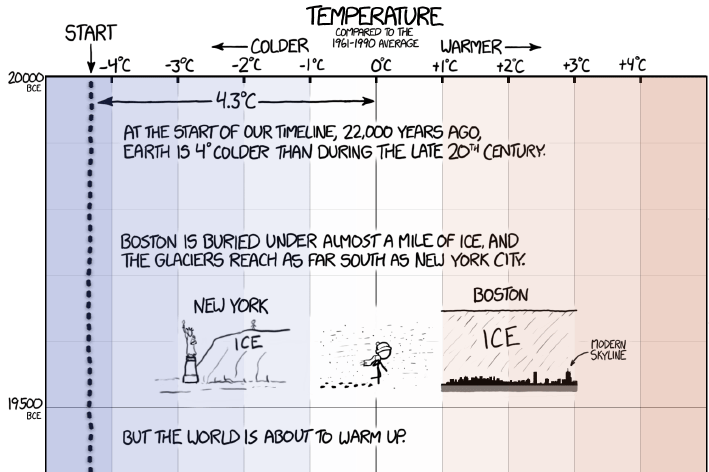 TEMPERATURE
COMPARED TO THE
1961-1990 AVERAGE
START
COLDER
WARMER
-4°C -3°C -2°C -1°C 0°C +1°C +2°C +3°C +4°C
20000
BCE
4.3°C
AT THE START OF OUR TIMELINE, 22,000 YEARS AGO,
EARTH IS 4° COLDER THAN DURING THE LATE 20TH CENTURY.
BOSTON IS BURIED UNDER ALMOST A MILE OF ICE, AND
THE GLACIERS REACH AS FAR SOUTH AS NEW YORK CITY.
NEW YORK
ICE
BOSTON
ICE
MODERN
SKYLINE
19500
BCE
BUT THE WORLD IS ABOUT TO WARM UP.